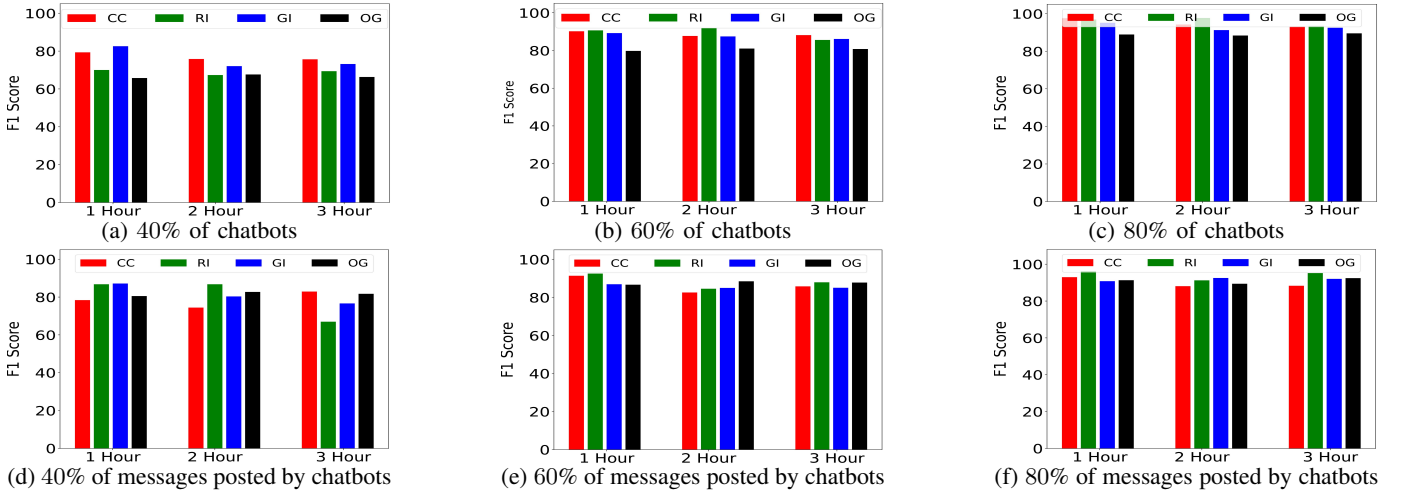 100
80
60
40
20
0
F1 Score
CC RI GI OG
1 Hour 2 Hour 3 Hour
(a) 40% of chatbots
100
80
60
40
20
0
F1 Score
CC RI GI OG
1 Hour 2 Hour 3 Hour
(b) 60% of chatbots
100
80
60
40
20
0
F1 Score
CC RI GI OG
1 Hour 2 Hour 3 Hour
(c) 80% of chatbots
100
80
60
40
20
0
F1 Score
CC RI GI OG
1 Hour 2 Hour 3 Hour
(d) 40% of messages posted by chatbots
100
80
60
40
20
0
F1 Score
CC RI GI OG
1 Hour 2 Hour 3 Hour
(e) 60% of messages posted by chatbots
100
80
60
40
20
0
F1 Score
CC RI GI OG
1 Hour 2 Hour 3 Hour
(f) 80% of messages posted by chatbots